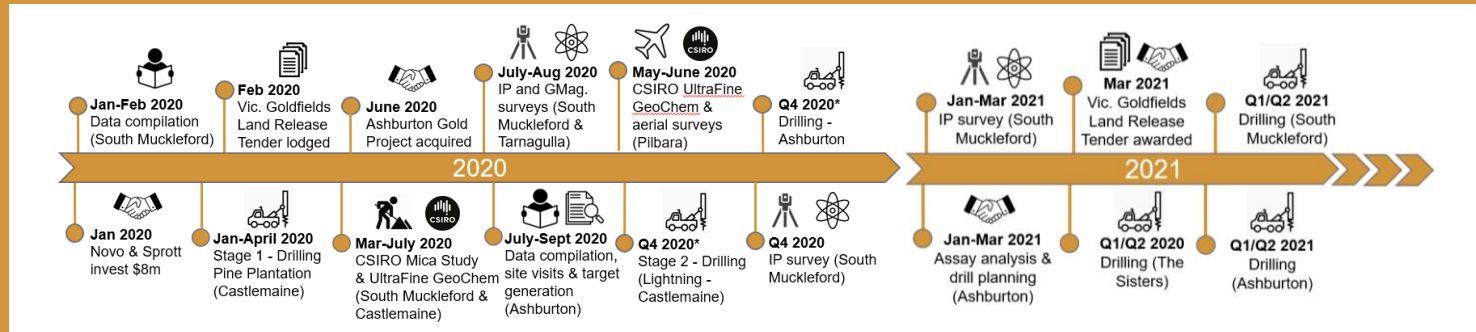 Jan-Feb 2020
Data compilation
(South Muckleford)
Feb 2020
Vic. Goldfields
Land Release
Tender lodged
June 2020
Ashburton Gold
Project acquired
July-Aug 2020
IP and GMag.
surveys (South
Muckleford &
Tarnagulla)
CSIRO
May-June 2020
CSIRO UltraFine
GeoChem &
aerial surveys
(Pilbara)
Q4 2020*
Drilling -
Ashburton
Jan-Mar 2021
IP survey (South
Muckleford)
Mar 2021
Vic. Goldfields
Land Release
Tender awarded
Q1/Q2 2021
Drilling (South
Muckleford)
2020
2021
Jan 2020
Novo & Sprott
invest $8m
Jan-April 2020
Stage 1 - Drilling
Pine Plantation
(Castlemaine)
CSIRO
Mar-July 2020
CSIRO Mica Study
& UltraFine GeoChem
(South Muckleford &
Castlemaine)
July-Sept 2020
Data compilation,
site visits & target
generation
(Ashburton)
Q4 2020*
Stage 2 - Drilling
(Lightning -
Castlemaine)
Q4 2020
IP survey (South
Muckleford)
Jan-Mar 2021
Assay analysis &
drill planning
(Ashburton)
Q1/Q2 2020
Drilling (The
Sisters)
Q1/Q2 2021
Drilling
(Ashburton)